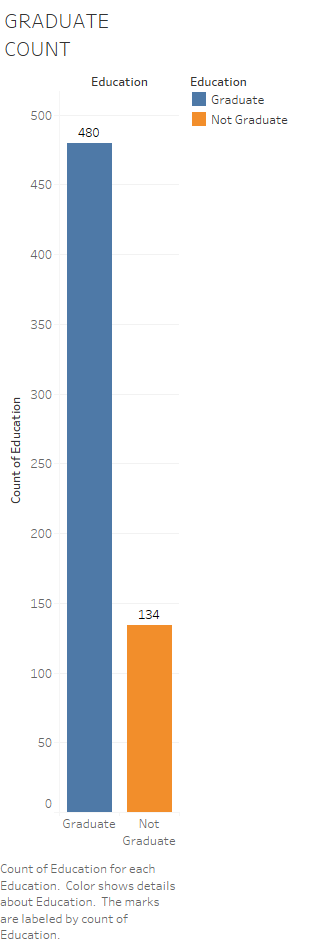 GRADUATE
COUNT
Education
Education
Graduate
Not Graduate
500
480
450
400
350
300
250
200
150
134
100
50
0
Count of Education
Graduate
Not
Graduate
Count of Education for each
Education. Color shows details
about Education. The marks
are labeled by count of
Education.